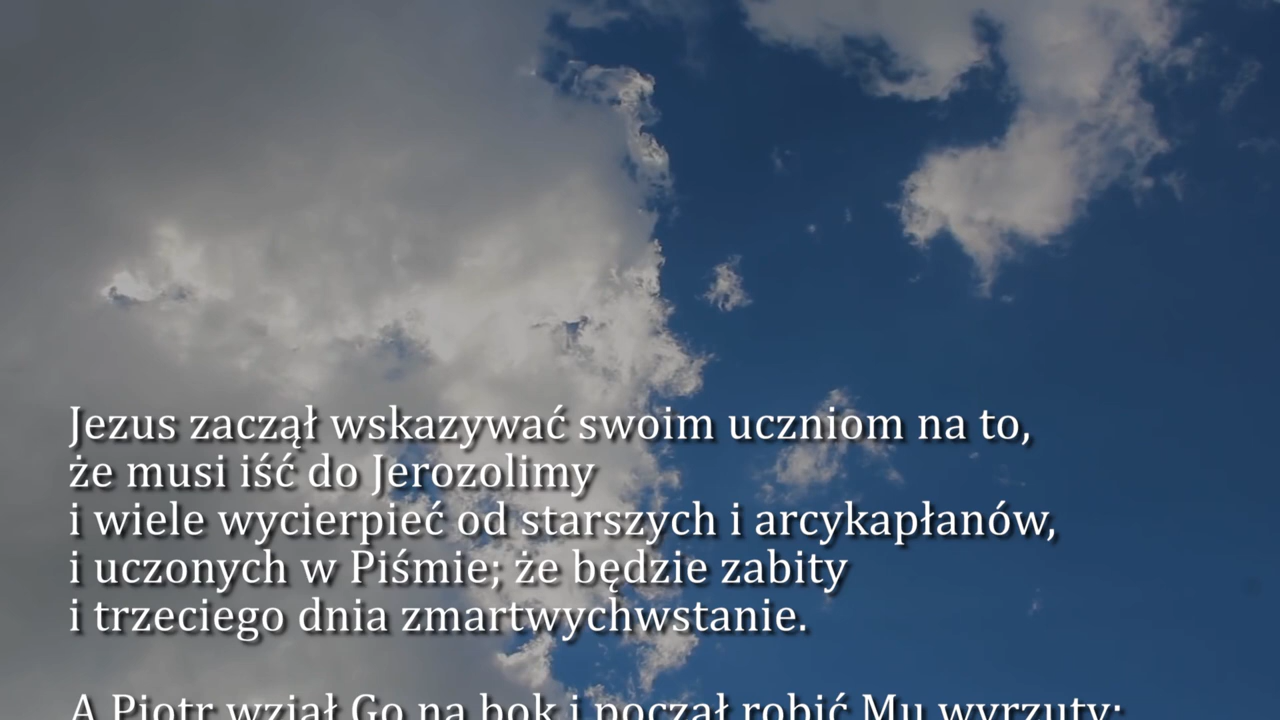 Jezus zaczął wskazywać swoim uczniom na to,
że musi iść do Jerozolimy
i wiele wycierpieć od starszych i arcykapłanów,
i uczonych w Piśmie; że będzie zabity
i trzeciego dnia zmartwychwstanie.
A Piotr wziął Go na bok i począł robić Mu wyrzuty: